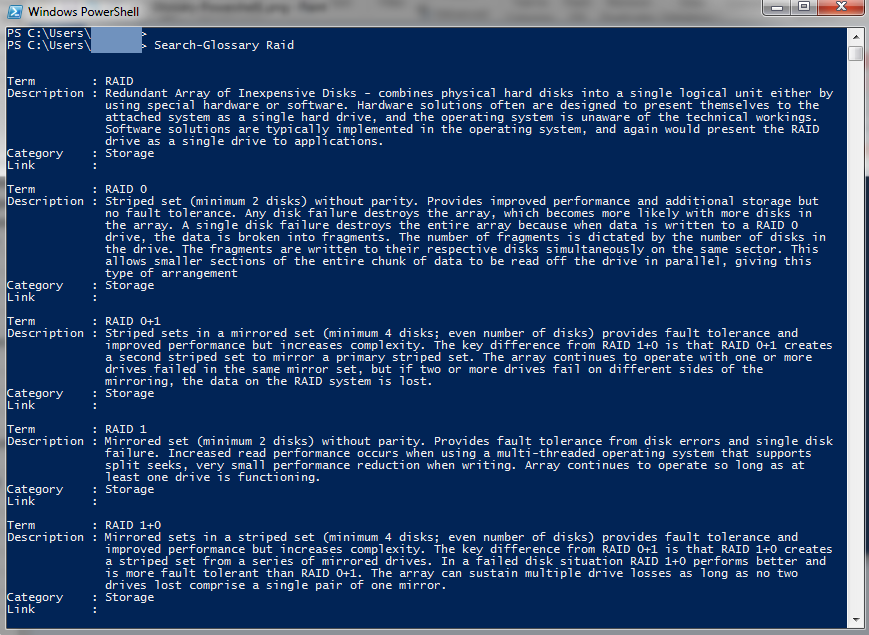 Windows PowerShell
PS C:\Users\ >
PS C:\Users\ > Search-Glossary Raid
Term : RAID
Description : Redundant Array of Inexpensive Disks - combines physical hard disks into a single logical unit either by
using special hardware or software. Hardware solutions often are designed to present themselves to the
attached system as a single hard drive, and the operating system is unaware of the technical workings.
Software solutions are typically implemented in the operating system, and again would present the RAID
drive as a single drive to applications.
Category : Storage
Link :
Term : RAID 0
Description : Striped set (minimum 2 disks) without parity. Provides improved performance and additional storage but
no fault tolerance. Any disk failure destroys the array, which becomes more likely with more disks in
the array. A single disk failure destroys the entire array because when data is written to a RAID 0
drive, the data is broken into fragments. The number of fragments is dictated by the number of disks in
the drive. The fragments are written to their respective disks simultaneously on the same sector. This
allows smaller sections of the entire chunk of data to be read off the drive in parallel, giving this
type of arrangement
Category : Storage
Link :
Term : RAID 0+1
Description : Striped sets in a mirrored set (minimum 4 disks; even number of disks) provides fault tolerance and
improved performance but increases complexity. The key difference from RAID 1+0 is that RAID 0+1 creates
a second striped set to mirror a primary striped set. The array continues to operate with one or more
drives failed in the same mirror set, but if two or more drives fail on different sides of the
mirroring, the data on the RAID system is lost.
Category : Storage
Link :
Term : RAID 1
Description : Mirrored set (minimum 2 disks) without parity. Provides fault tolerance from disk errors and single disk
failure. Increased read performance occurs when using a multi-threaded operating system that supports
split seeks, very small performance reduction when writing. Array continues to operate so long as at
least one drive is functioning.
Category : Storage
Link :
Term : RAID 1+0
Description : Mirrored sets in a striped set (minimum 4 disks; even number of disks) provides fault tolerance and
improved performance but increases complexity. The key difference from RAID 0+1 is that RAID 1+0 creates
a striped set from a series of mirrored drives. In a failed disk situation RAID 1+0 performs better and
is more fault tolerant than RAID 0+1. The array can sustain multiple drive losses as long as no two
drives lost comprise a single pair of one mirror.
Category : Storage
Link :